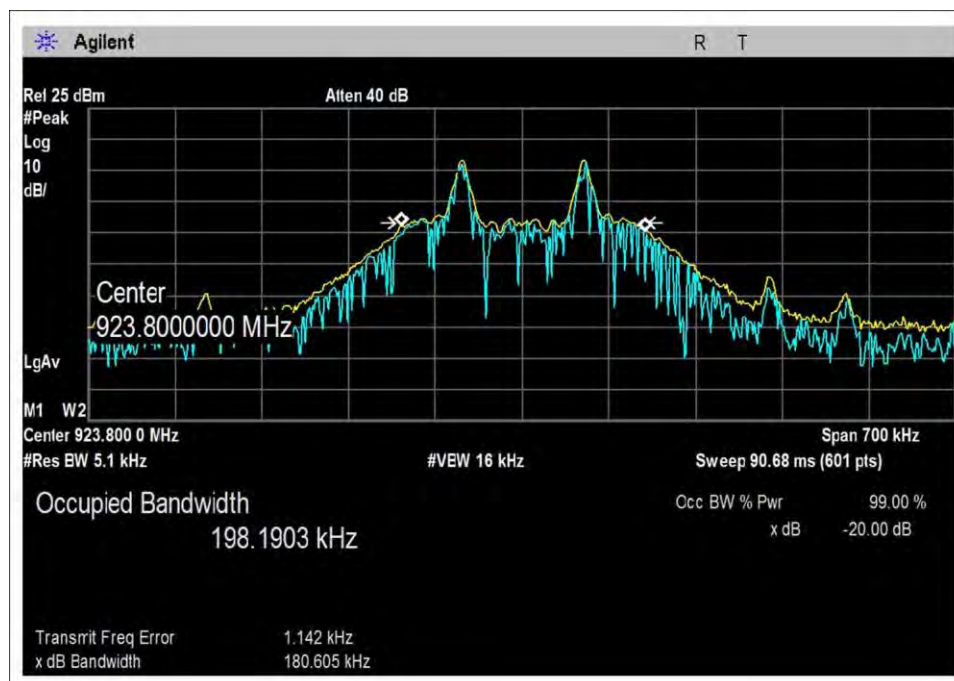 Agilent R T
Ref 25 dBm Atten 40 dB
#Peak
Log
10
dB/
Center
923.8000000 MHz
LgAv
M1 W2
Center 923.800 0 MHz Span 700 kHz
#Res BW 5.1 kHz #VBW 16 kHz Sweep 90.68 ms (601 pts)
Occupied Bandwidth Occ BW % Pwr 99.00 %
198.1903 kHz x dB -20.00 dB
Transmit Freq Error 1.142 kHz
x dB Bandwidth 180.605 kHz